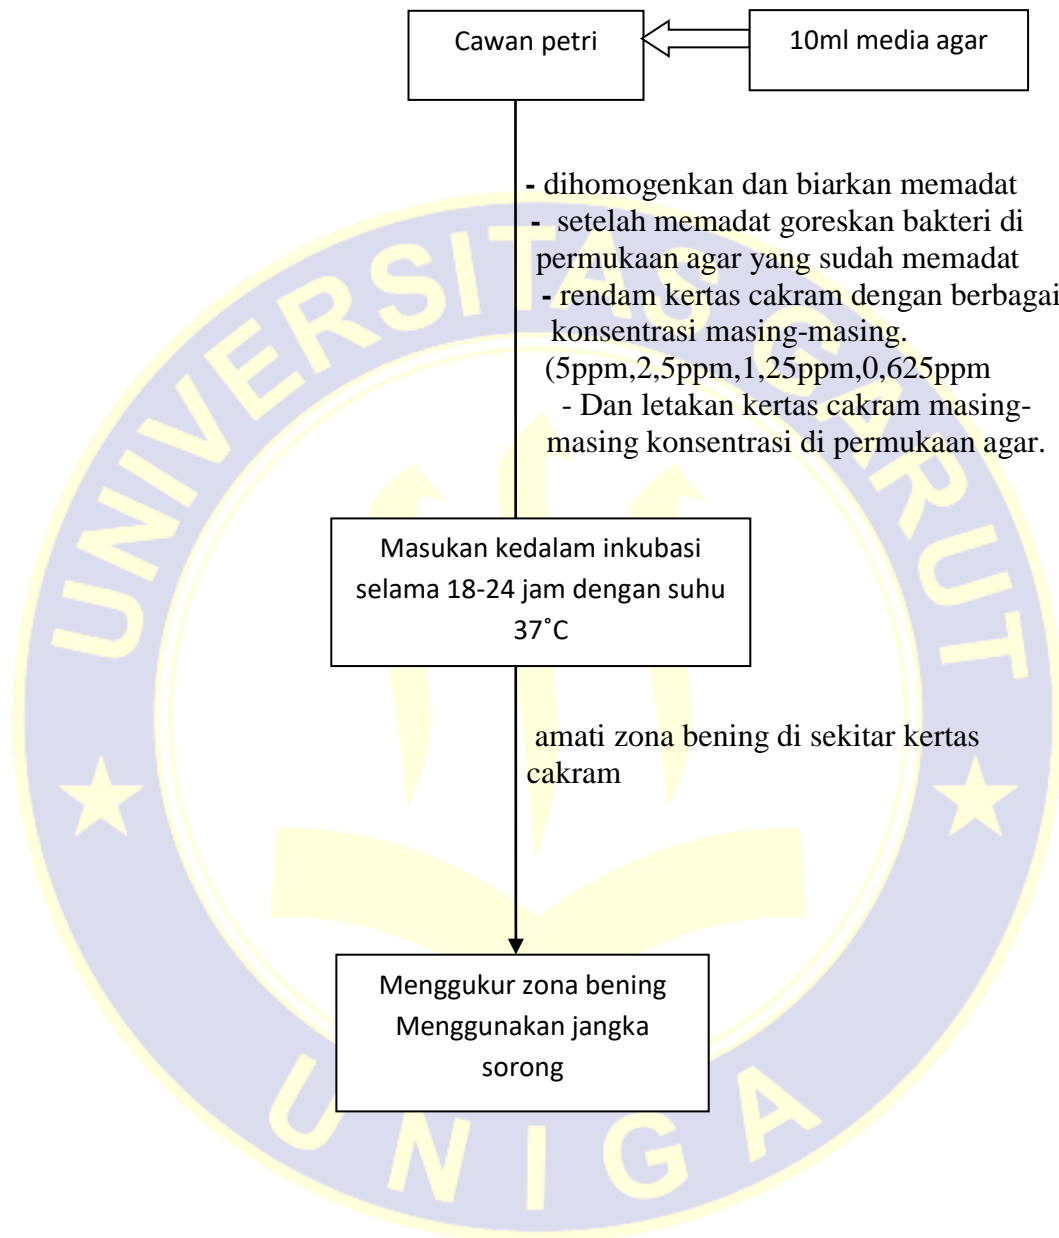 Cawan petri
10ml media agar
- dihomogenkan dan biarkan memadat
- setelah memadat goreskan bakteri di
permukaan agar yang sudah memadat
- rendam kertas cakram dengan berbagai
konsentrasi masing-masing.
(5ppm,2,5ppm,1,25ppm,0,625ppm
- Dan letakan kertas cakram masing-
masing konsentrasi di permukaan agar.
Masukan kedalam inkubasi
selama 18-24 jam dengan suhu
37˚C
amati zona bening di sekitar kertas
cakram
Menggukur zona bening
Menggunakan jangka
sorong
UNIVERSITAS GARUT
UNIGA